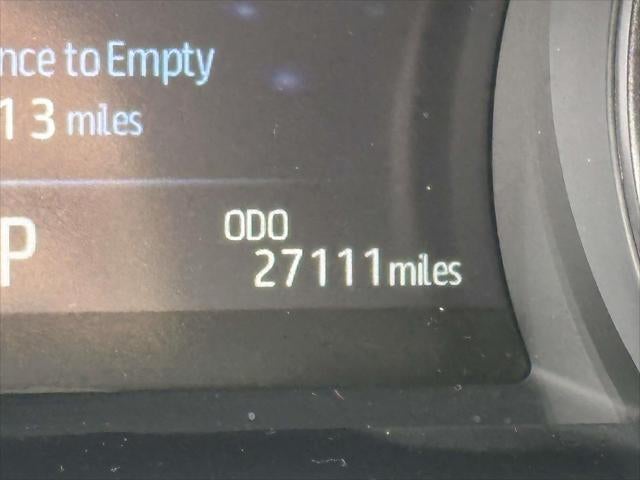 nce to Empty
13 miles
P
ODO
27111 miles